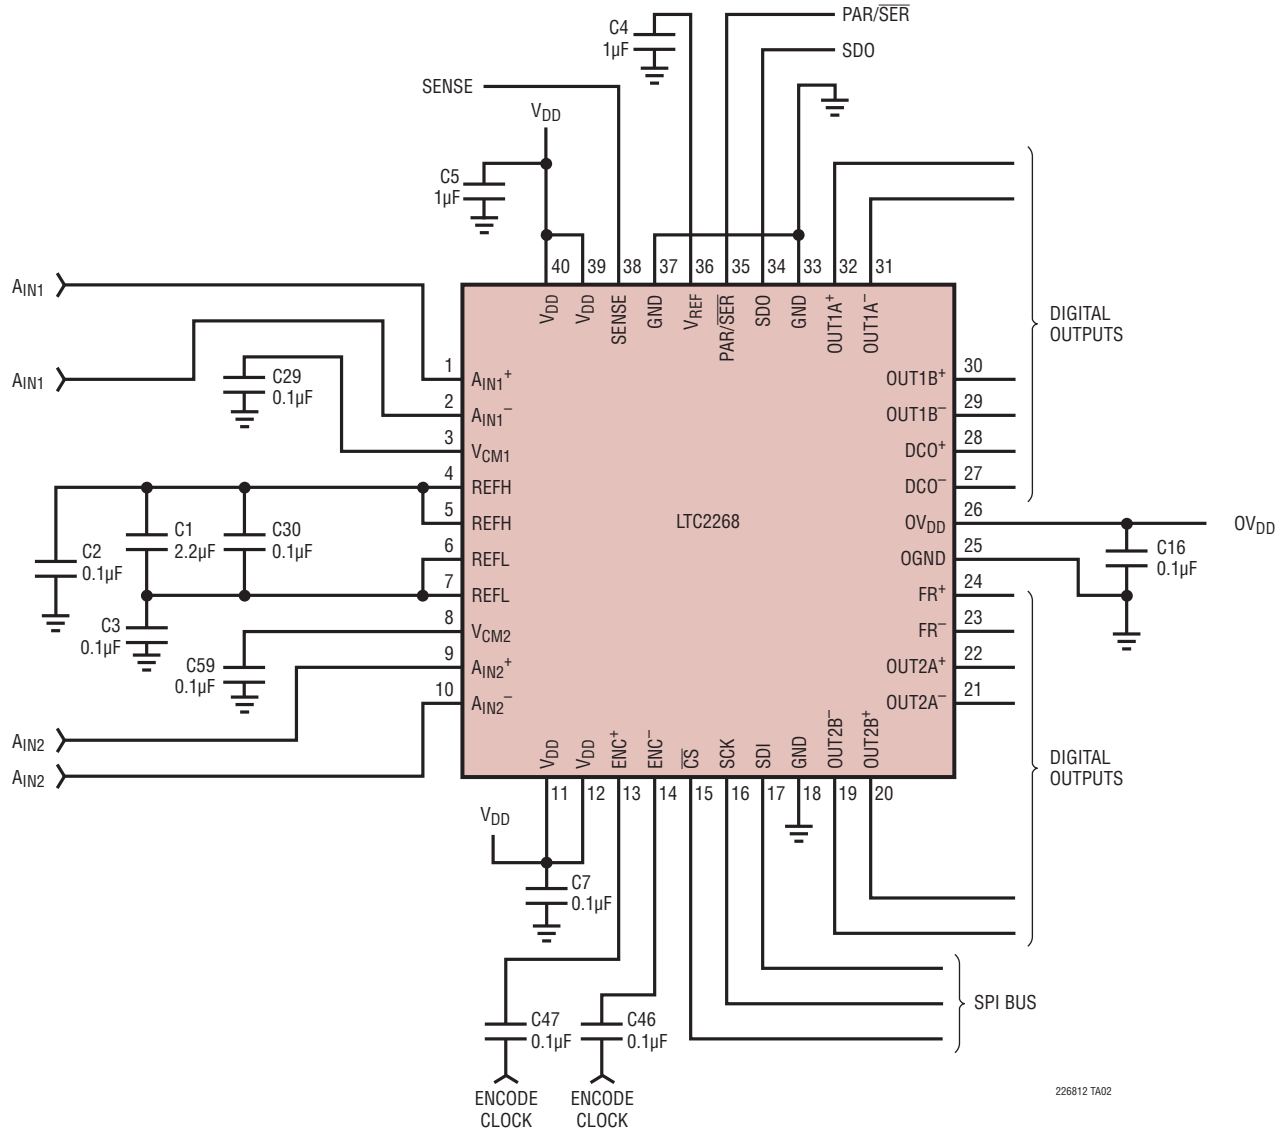 C4
1µF
PAR/SER
SDO
SENSE
VDD
C5
1µF
40 39 38 37 36 35 34 33 32 31
VDD
VDD
SENSE
GND
VREF
PAR/SER
SDO
GND
OUT1A+
OUT1A–
DIGITAL
OUTPUTS
AIN1
AIN1
C29
0.1µF
1
AIN1+
2
AIN1–
3
VCM1
4
REFH
5
REFH
6
REFL
7
REFL
8
VCM2
9
AIN2+
10
AIN2–
C2
0.1µF
C1
2.2µF
C30
0.1µF
C3
0.1µF
C59
0.1µF
AIN2
AIN2
LTC2268
OUT1B+
30
OUT1B–
29
DCO+
28
DCO–
27
OVDD
26
OGND
25
FR+
24
FR–
23
OUT2A+
22
OUT2A–
21
OVDD
C16
0.1µF
DIGITAL
OUTPUTS
VDD
VDD
ENC+
ENC–
CS
SCK
SDI
GND
OUT2B–
OUT2B+
11 12 13 14 15 16 17 18 19 20
VDD
C7
0.1µF
C47
0.1µF
C46
0.1µF
ENCODE
CLOCK
ENCODE
CLOCK
SPI BUS
226812 TA02